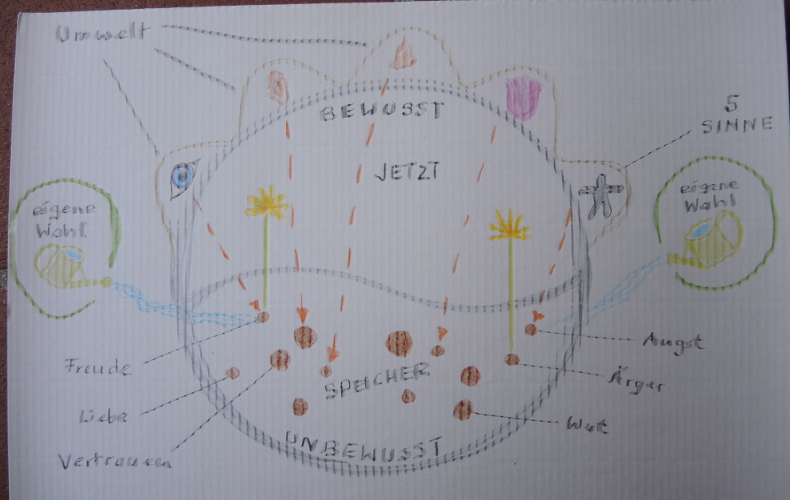 Umwelt
BEWUSST
5
SINNE
JETZT
eigene
Wahl
eigene
Wahl
Freude
Angst
Ärger
SPEICHER
Liebe
Wut
UNBEWUSST
Vertrauen